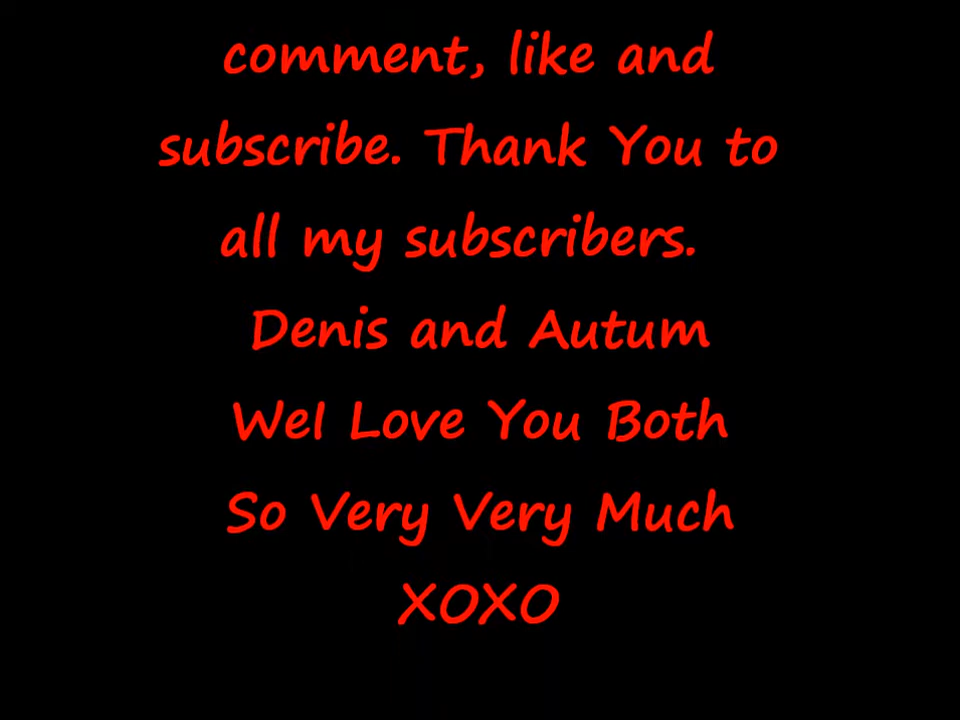 comment, like and
subscribe. Thank You to
all my subscribers.
Denis and Autum
Wel Love You Both
So Very Very Much
XOXO